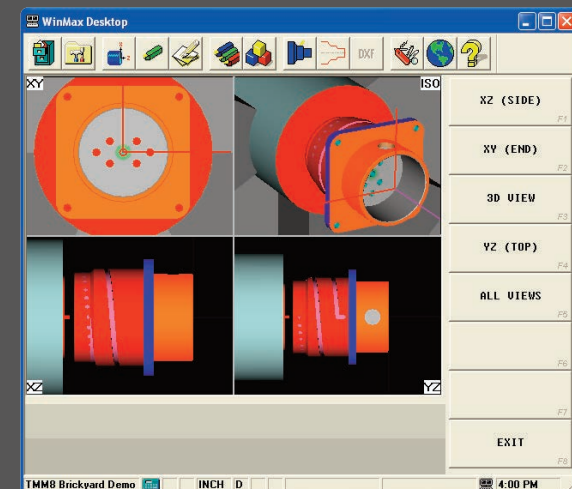 WinMax Desktop
DXF
XY
ISO
XZ
YZ
XZ (SIDE)
F1
XY (END)
F2
3D VIEW
F3
YZ (TOP)
F4
ALL VIEWS
F5
F6
F7
EXIT
F8
TMM8 Brickyard Demo INCH D 4:00 PM